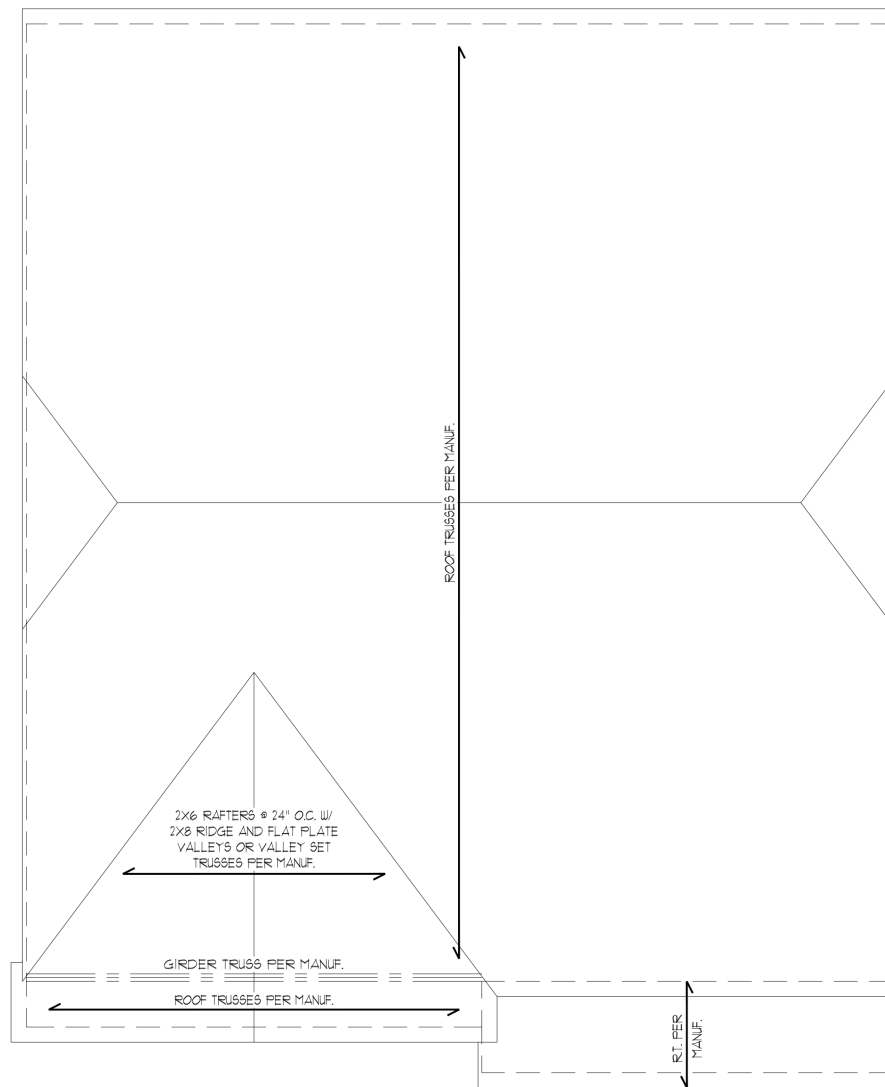 ROOF TRUSSES PER MANUF.
2X6 RAFTERS @ 24" O.C. W/
2X8 RIDGE AND FLAT PLATE
VALLEYS OR VALLEY SET
TRUSSES PER MANUF.
GIRDER TRUSS PER MANUF.
ROOF TRUSSES PER MANUF.
R.T. PER
MANUF.